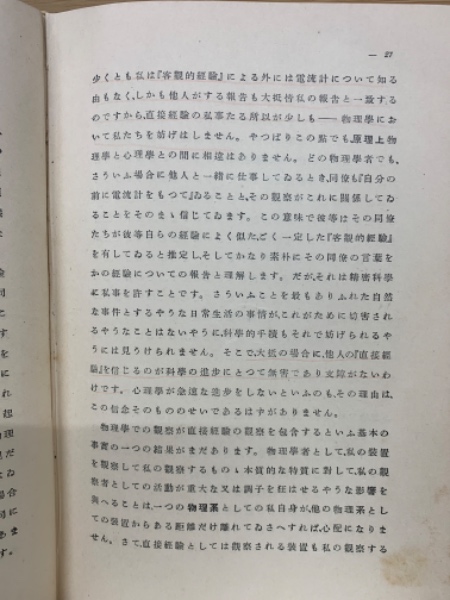 — 27
少くとも私は『客觀的經驗』による外には電流計について知る
由もなく、しかも他人がする報告も大抵皆私の報告と一致する
のですから、直接經驗の私事たる所以が少しも——物理學にお
いて私たちを妨げはしません。 やつぱりこの點でも、原理上物
理學と心理學との間に相違はありません。 どの物理學者でも、
さういふ場合に他人と一緒に仕事してゐるとき、同僚も『自分の
前に電流計をもつて』ゐることと、その觀察がこれに關係してゐ
ることをそのまゝ信じてゐます。 この意味で彼等はその同僚
たちが彼等自らの經驗によく似た、ごく一定した『客觀的經驗』
を有してゐると推定し、そしてかなり素朴にその同僚の言葉を
かの經驗についての報告と理解します。 だが、それは精密科學
に私事を許すことです。 さういふことを最もありふれた自然
な事件とするやうな日常生活の事情が、これがために妨害され
るやうなことはないやうに、科學的手續もそれで妨げられるや
うには見うけられません。 そこで、大抵の場合に、他人の『直接經
驗』を信じるのが科學の進步にとつて無害であり支障がないわ
けです。 心理學が急速な進步をしないといふのも、その理由は、
この信念そのもののせいであるはずがありません。
物理學での觀察が直接經驗の觀察を包含するといふ基本の
事實の一つの結果がまだあります。 物理學者として、私の裝置
を觀察して私の觀察するものゝ本質的な特質に對して、私の觀
察者としての活動が重大な又は調子を狂はせるやうな影響を
與へることは、一つの物理系としての私自身が、他の物理系とし
ての裝置からある距離だけ離れてゐさへすれば、心配になりま
せん。 さて、直接經驗としては觀察される裝置も私の觀察する